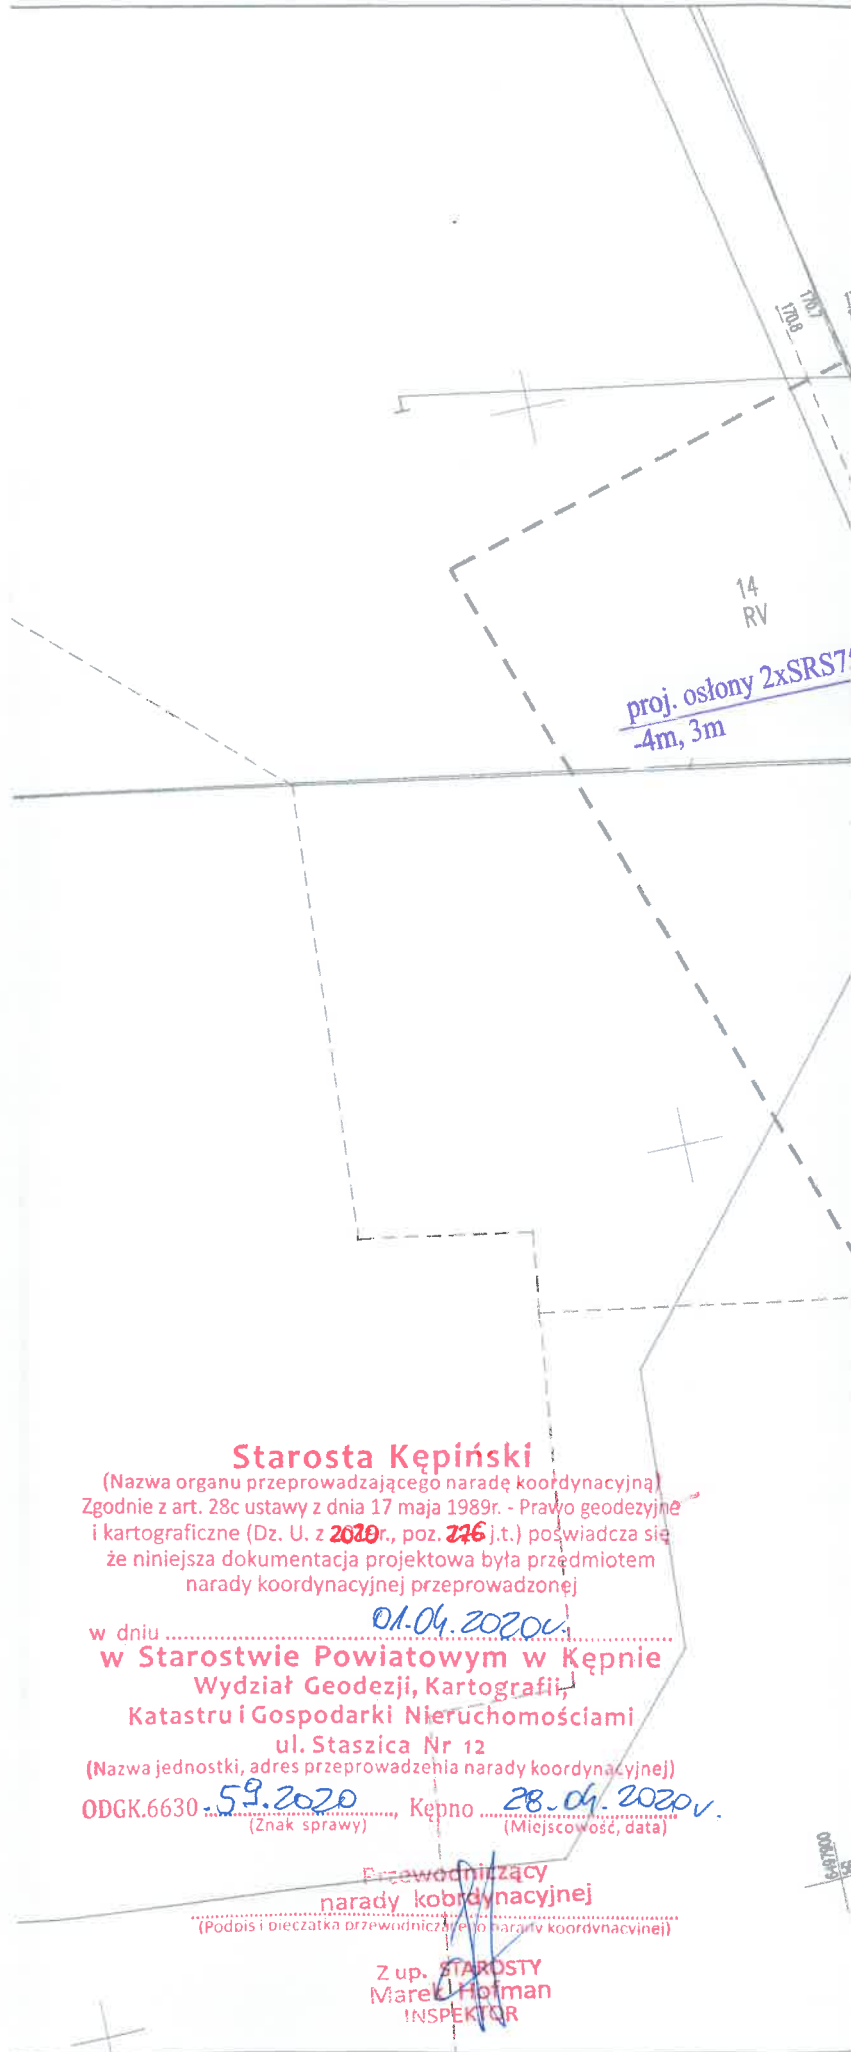 170.7
170.8
14
RV
proj. osłony 2xSRS7
-4m, 3m
Starosta Kępiński
(Nazwa organu przeprowadzającego naradę koordynacyjną)
Zgodnie z art. 28c ustawy z dnia 17 maja 1989r. - Prawo geodezyjne
i kartograficzne (Dz. U. z 2020r., poz. 276 j.t.) poświadcza się
że niniejsza dokumentacja projektowa była przedmiotem
narady koordynacyjnej przeprowadzonej
w dniu 01.04.2020r.
w Starostwie Powiatowym w Kępnie
Wydział Geodezji, Kartografii,
Katastru i Gospodarki Nieruchomościami
ul. Staszica Nr 12
(Nazwa jednostki, adres przeprowadzenia narady koordynacyjnej)
ODGK.6630.59.2020, Kępno 28.04.2020r.
(Znak sprawy) (Miejscowość, data)
Przewodniczący
narady koordynacyjnej
(Podpis i pieczątka przewodniczącego narady koordynacyjnej)
6497900
Z up. STAROSTY
Marek Hofman
INSPEKTOR